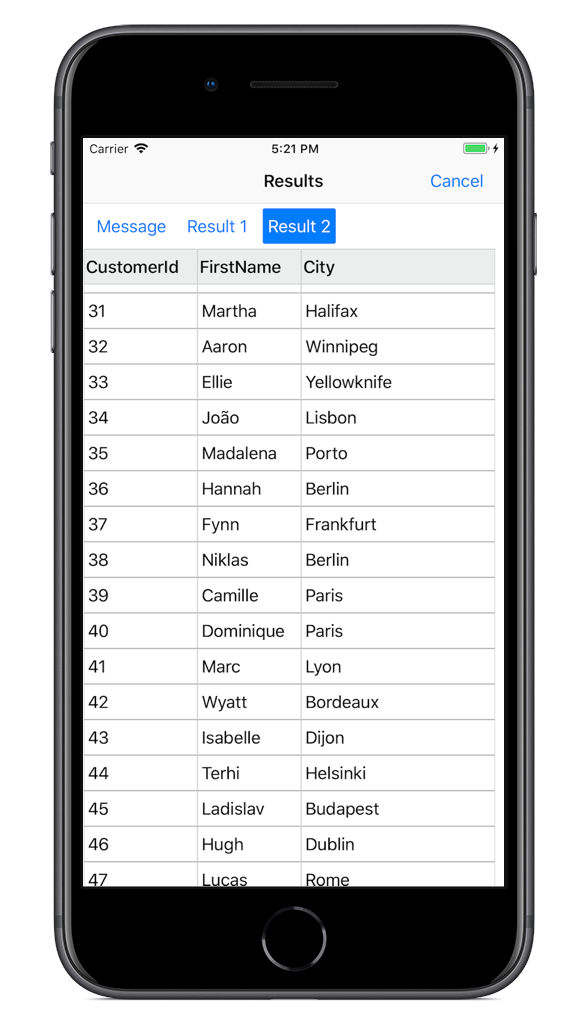 Carrier 5:21 PM
Results Cancel
Message Result 1 Result 2
CustomerId FirstName City
31 Martha Halifax
32 Aaron Winnipeg
33 Ellie Yellowknife
34 João Lisbon
35 Madalena Porto
36 Hannah Berlin
37 Fynn Frankfurt
38 Niklas Berlin
39 Camille Paris
40 Dominique Paris
41 Marc Lyon
42 Wyatt Bordeaux
43 Isabelle Dijon
44 Terhi Helsinki
45 Ladislav Budapest
46 Hugh Dublin
47 Lucas Rome